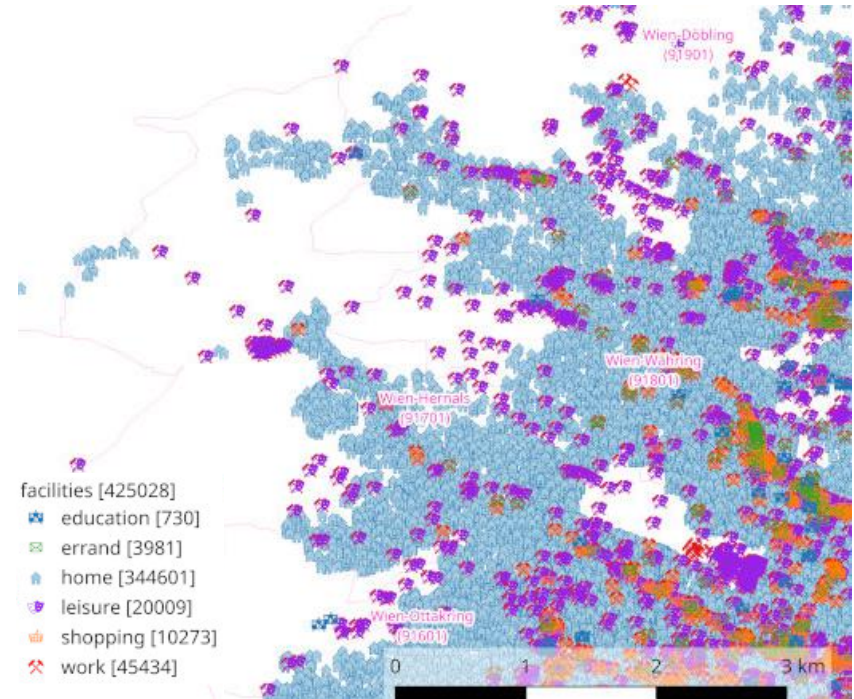 Wien-Döbling
(91901)
Wien-Währing
(91801)
Wien-Hernals
(91701)
facilities [425028]
education [730]
errand [3981]
home [344601]
leisure [20009]
shopping [10273]
work [45434]
Wien-Ottakring
(91601)
0 1 2 3 km